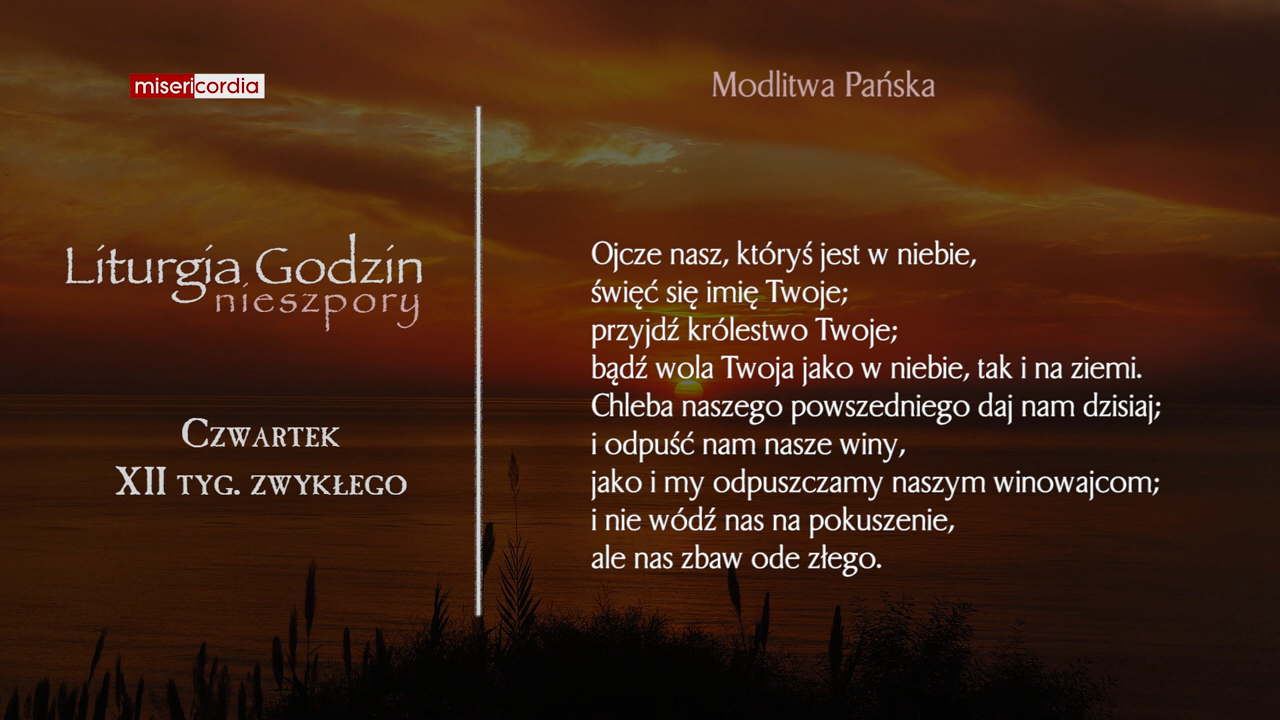 misericordia
Liturgia Godzin
nieszpory
Czwartek
XII tyg. zwykłego
Modlitwa Pańska
Ojcze nasz, któryś jest w niebie,
święć się imię Twoje;
przyjdź królestwo Twoje;
bądź wola Twoja jako w niebie, tak i na ziemi.
Chleba naszego powszedniego daj nam dzisiaj;
i odpuść nam nasze winy,
jako i my odpuszczamy naszym winowajcom;
i nie wódź nas na pokuszenie,
ale nas zbaw ode złego.